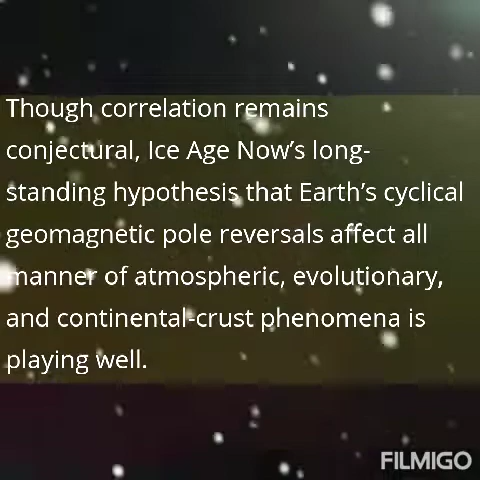 Though correlation remains
conjectural, Ice Age Now’s long-
standing hypothesis that Earth’s cyclical
geomagnetic pole reversals affect all
manner of atmospheric, evolutionary,
and continental-crust phenomena is
playing well.
FILMIGO